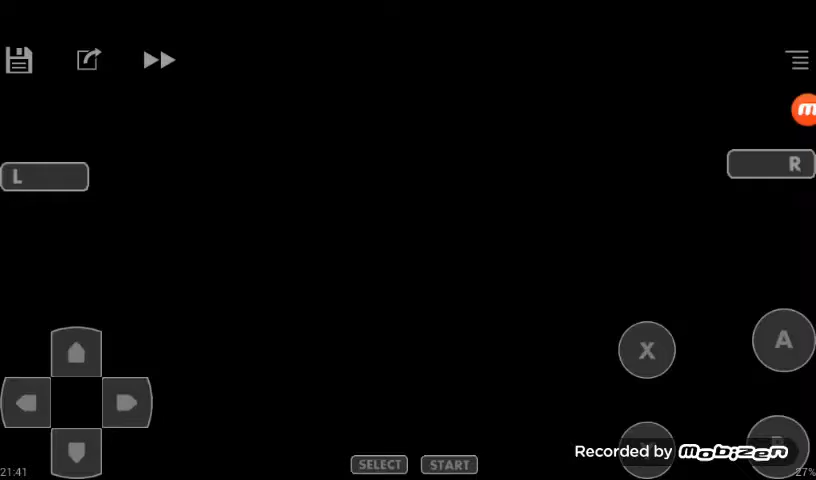 L
R
A
X
Recorded by Mobizen
SELECT START
21:41
27%